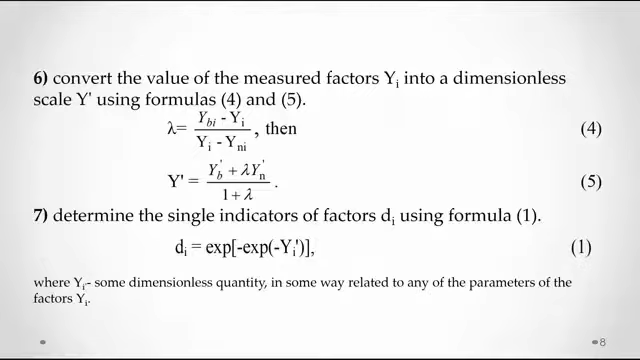 6) convert the value of the measured factors Yi into a dimensionless
scale Y' using formulas (4) and (5).
λ= (Ybi - Yi) / (Yi - Yni) , then (4)
Y' = (Yb' + λYn') / (1 + λ) . (5)
7) determine the single indicators of factors di using formula (1).
di = exp[-exp(-Yi')], (1)
where Yi- some dimensionless quantity, in some way related to any of the parameters of the
factors Yi.
8